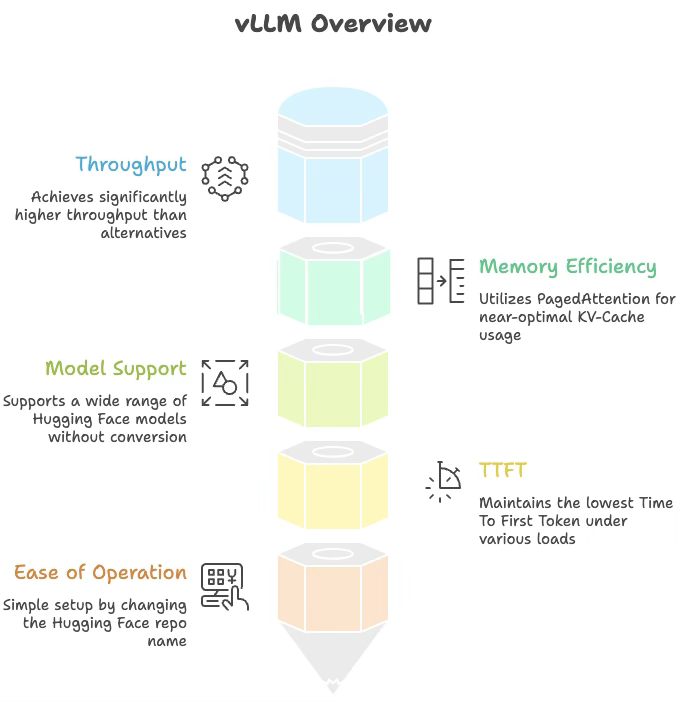 vLLM Overview
Throughput
Achieves significantly
higher throughput than
alternatives
Memory Efficiency
Utilizes PagedAttention for
near-optimal KV-Cache
usage
Model Support
Supports a wide range of
Hugging Face models
without conversion
TTFT
Maintains the lowest Time
To First Token under
various loads
Ease of Operation
Simple setup by changing
the Hugging Face repo
name